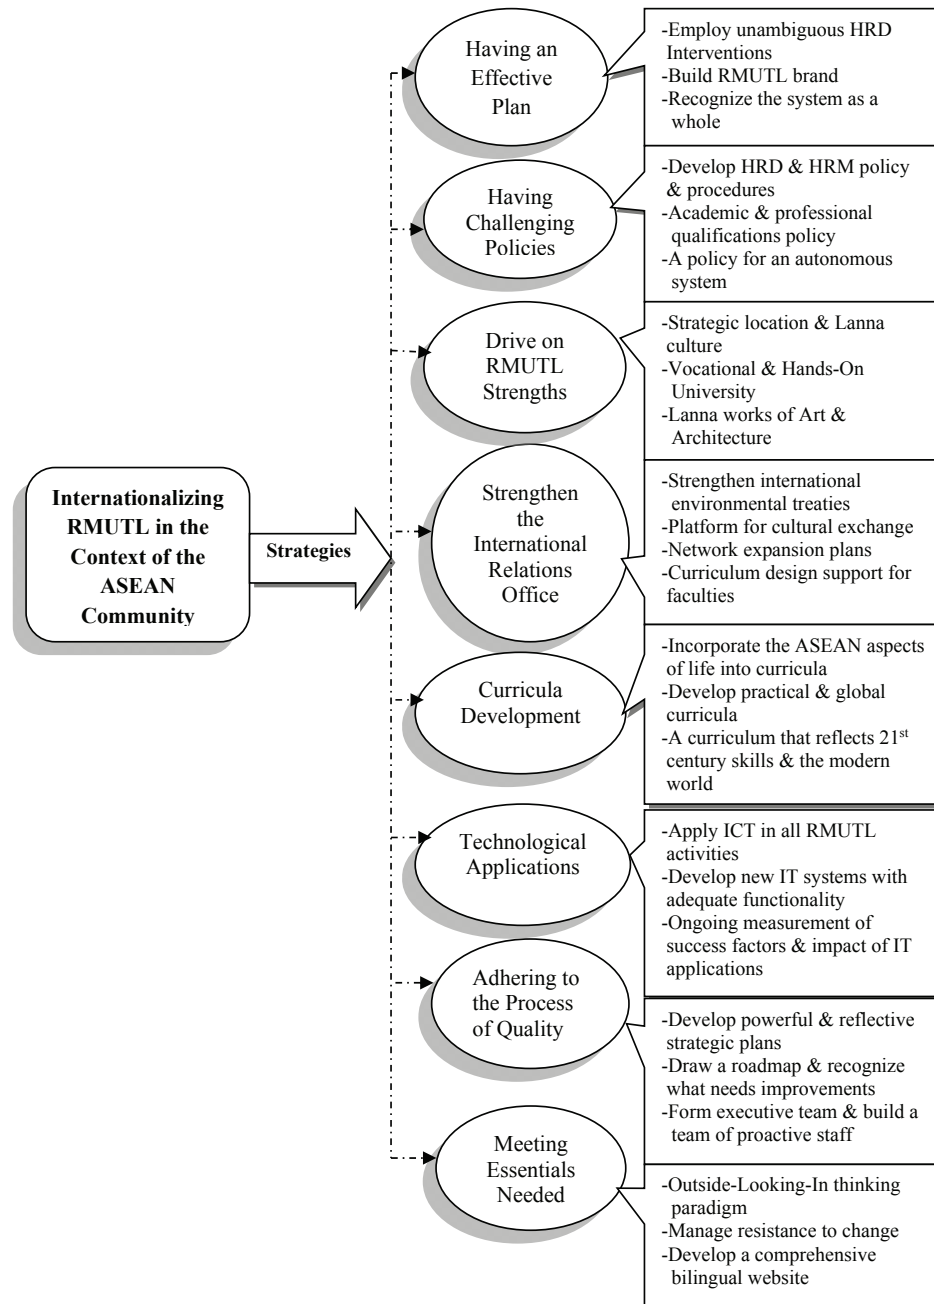 Internationalizing
RMUTL in the
Context of the
ASEAN
Community
Strategies
Having an
Effective
Plan
-Employ unambiguous HRD
Interventions
-Build RMUTL brand
-Recognize the system as a
whole
Having
Challenging
Policies
-Develop HRD & HRM policy
& procedures
-Academic & professional
qualifications policy
-A policy for an autonomous
system
Drive on
RMUTL
Strengths
-Strategic location & Lanna
culture
-Vocational & Hands-On
University
-Lanna works of Art &
Architecture
Strengthen
the
International
Relations
Office
-Strengthen international
environmental treaties
-Platform for cultural exchange
-Network expansion plans
-Curriculum design support for
faculties
Curricula
Development
-Incorporate the ASEAN aspects
of life into curricula
-Develop practical & global
curricula
-A curriculum that reflects 21st
century skills & the modern
world
Technological
Applications
-Apply ICT in all RMUTL
activities
-Develop new IT systems with
adequate functionality
-Ongoing measurement of
success factors & impact of IT
applications
Adhering to
the Process
of Quality
-Develop powerful & reflective
strategic plans
-Draw a roadmap & recognize
what needs improvements
-Form executive team & build a
team of proactive staff
Meeting
Essentials
Needed
-Outside-Looking-In thinking
paradigm
-Manage resistance to change
-Develop a comprehensive
bilingual website